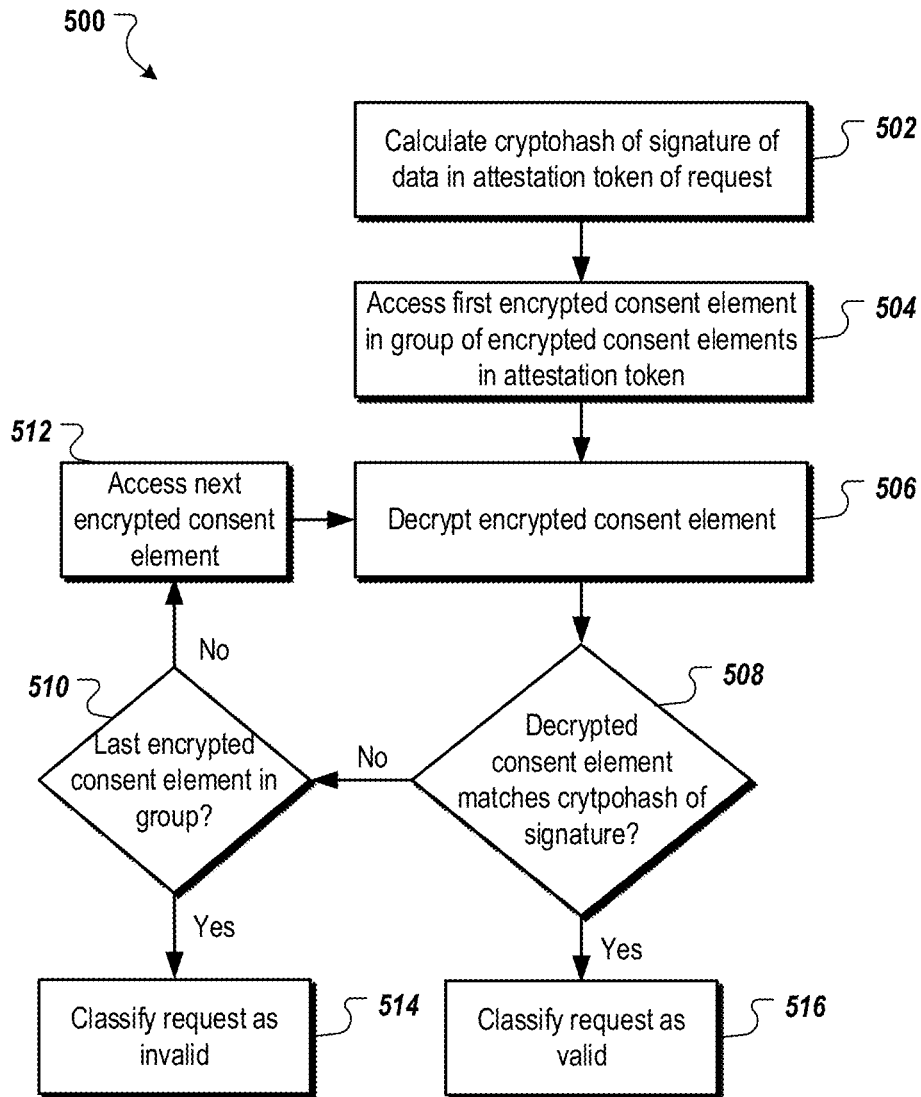 500
502
Calculate cryptohash of signature of
data in attestation token of request
504
Access first encrypted consent element
in group of encrypted consent elements
in attestation token
512
Access next
encrypted consent
element
506
Decrypt encrypted consent element
No
510
Last encrypted
consent element in
group?
No
508
Decrypted
consent element
matches crytpohash of
signature?
Yes
Yes
Classify request as
invalid
514
Classify request as
valid
516